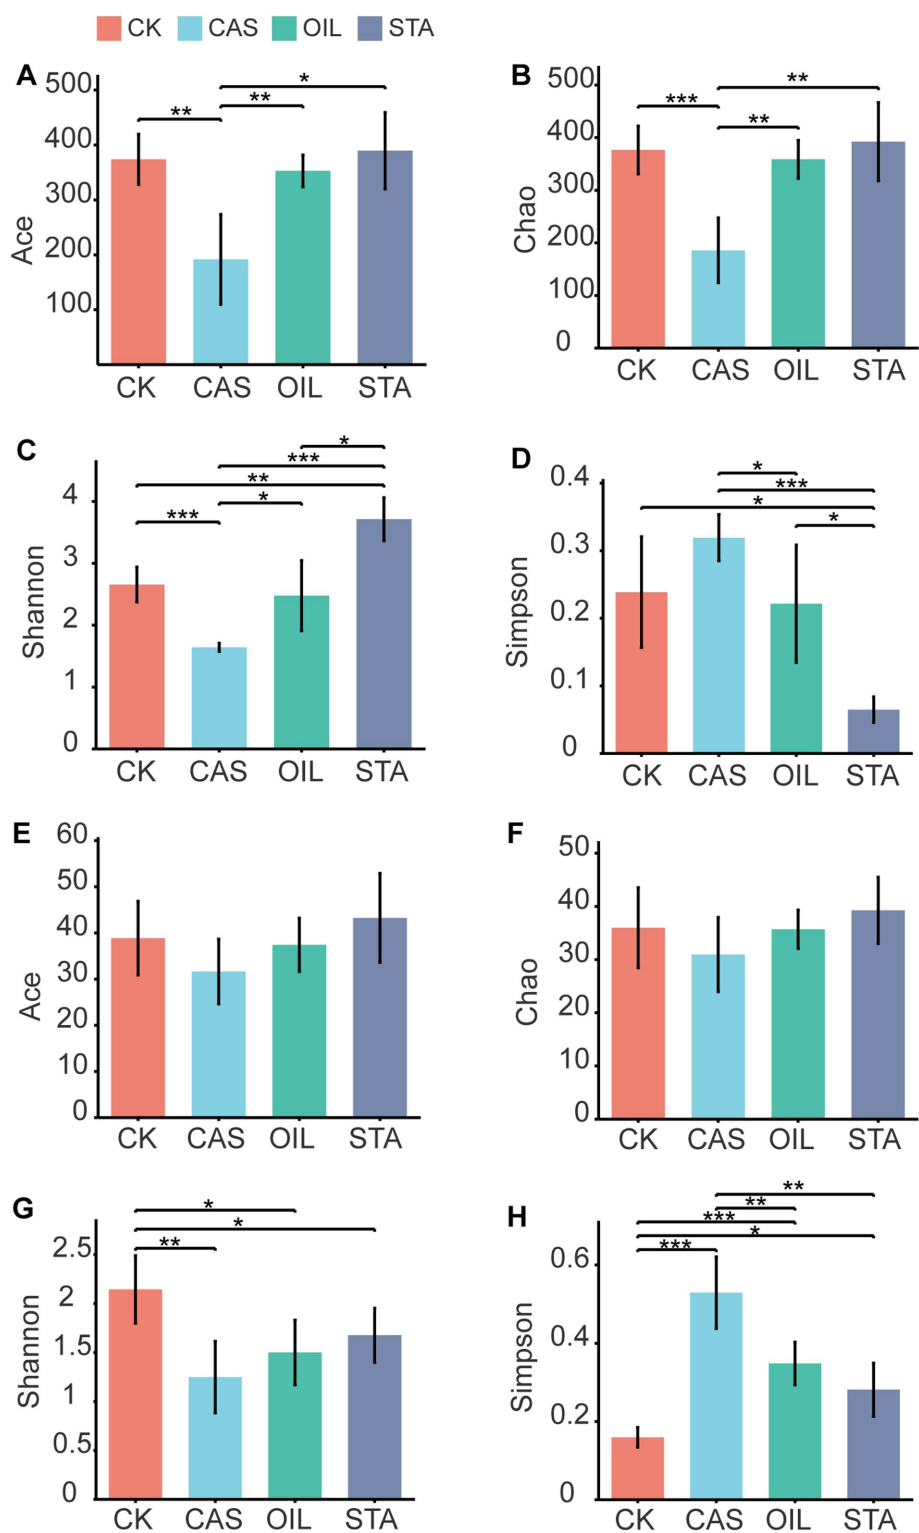 CK CAS OIL STA
A
500
400
300
200
100
Ace
** ** *
CK CAS OIL STA
B
500
400
300
200
100
0
Chao
*** ** **
CK CAS OIL STA
C
4
3
2
1
0
Shannon
*
***
**
*
***
CK CAS OIL STA
D
0.4
0.3
0.2
0.1
0
Simpson
*
***
*
*
CK CAS OIL STA
E
60
50
40
30
20
10
0
Ace
CK CAS OIL STA
F
50
40
30
20
10
0
Chao
CK CAS OIL STA
G
2.5
2
1.5
1
0.5
0
Shannon
*
*
**
CK CAS OIL STA
H
0.6
0.4
0.2
0
Simpson
**
**
***
*
***
CK CAS OIL STA